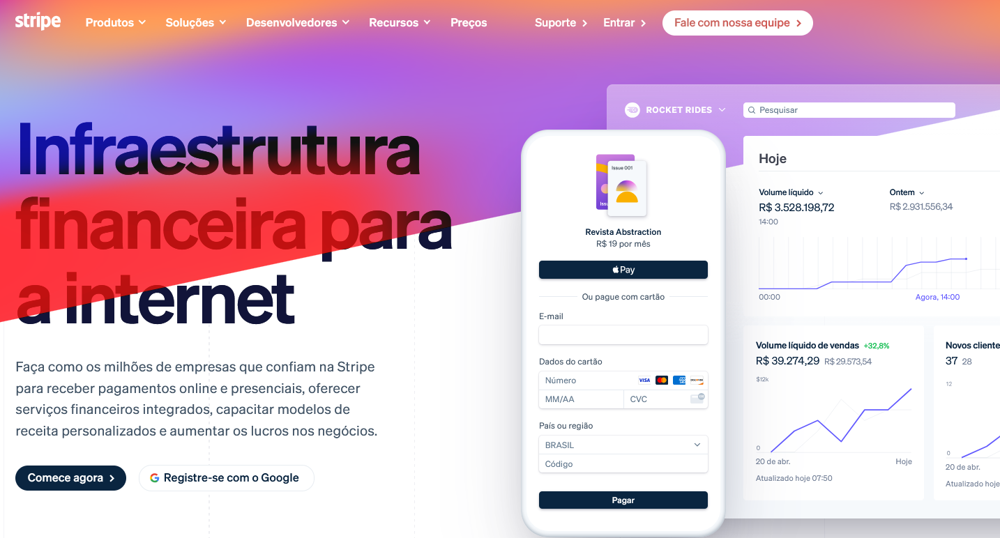 stripe
Produtos
Soluções
Desenvolvedores
Recursos
Preços
Suporte
Entrar
Fale com nossa equipe
Infraestrutura
financeira para
a internet
Faça como os milhões de empresas que confiam na Stripe
para receber pagamentos online e presenciais, oferecer
serviços financeiros integrados, capacitar modelos de
receita personalizados e aumentar os lucros nos negócios.
Comece agora
Registre-se com o Google
Issue 001
Revista Abstraction
R$ 19 por mês
Pay
Ou pague com cartão
E-mail
Dados do cartão
Número
VISA
DISCOVER
MM/AA
CVC
País ou região
BRASIL
Código
Pagar
ROCKET RIDES
Pesquisar
Hoje
Volume líquido
Ontem
R$ 3.528.198,72
R$ 2.931.556,34
14:00
00:00
Agora, 14:00
Volume líquido de vendas +32,8%
R$ 39.274,29 R$ 29.573,54
$12k
0
20 de abr.
Hoje
Atualizado hoje 07:50
Novos cliente
37 28
12
0
20 de abr.
Atualizado hoje